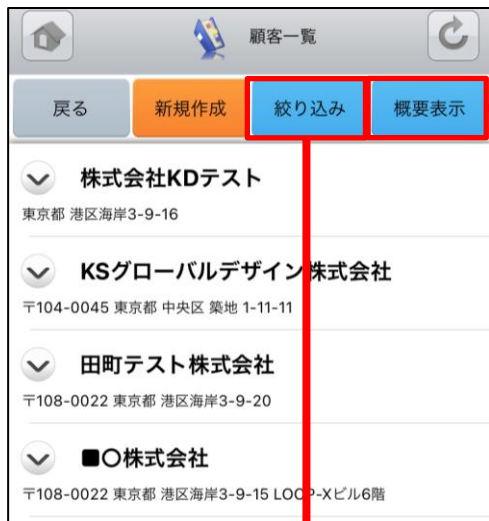 顧客一覧
戻る 新規作成 絞り込み 概要表示
株式会社KDテスト
東京都 港区海岸3-9-16
KSグローバルデザイン株式会社
〒104-0045 東京都 中央区 築地 1-11-11
田町テスト株式会社
〒108-0022 東京都 港区海岸3-9-20
■〇株式会社
〒108-0022 東京都 港区海岸3-9-15 LOOP-Xビル6階